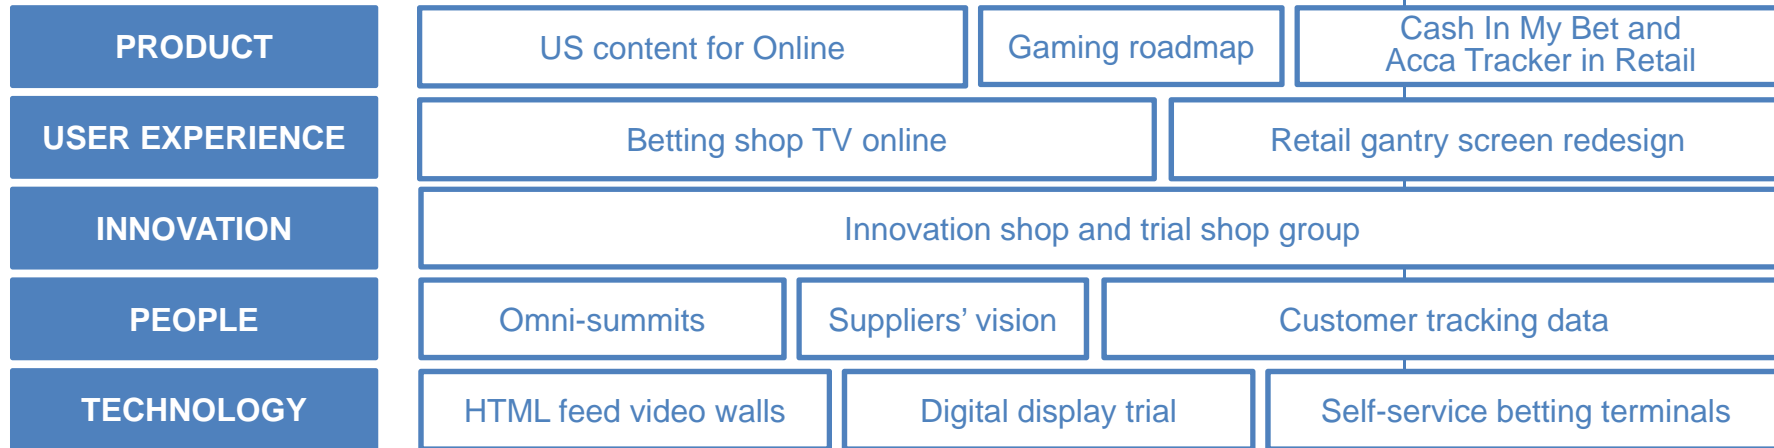 PRODUCT
US content for Online
Gaming roadmap
Cash In My Bet and
Acca Tracker in Retail
USER EXPERIENCE
Betting shop TV online
Retail gantry screen redesign
INNOVATION
Innovation shop and trial shop group
PEOPLE
Omni-summits
Suppliers’ vision
Customer tracking data
TECHNOLOGY
HTML feed video walls
Digital display trial
Self-service betting terminals